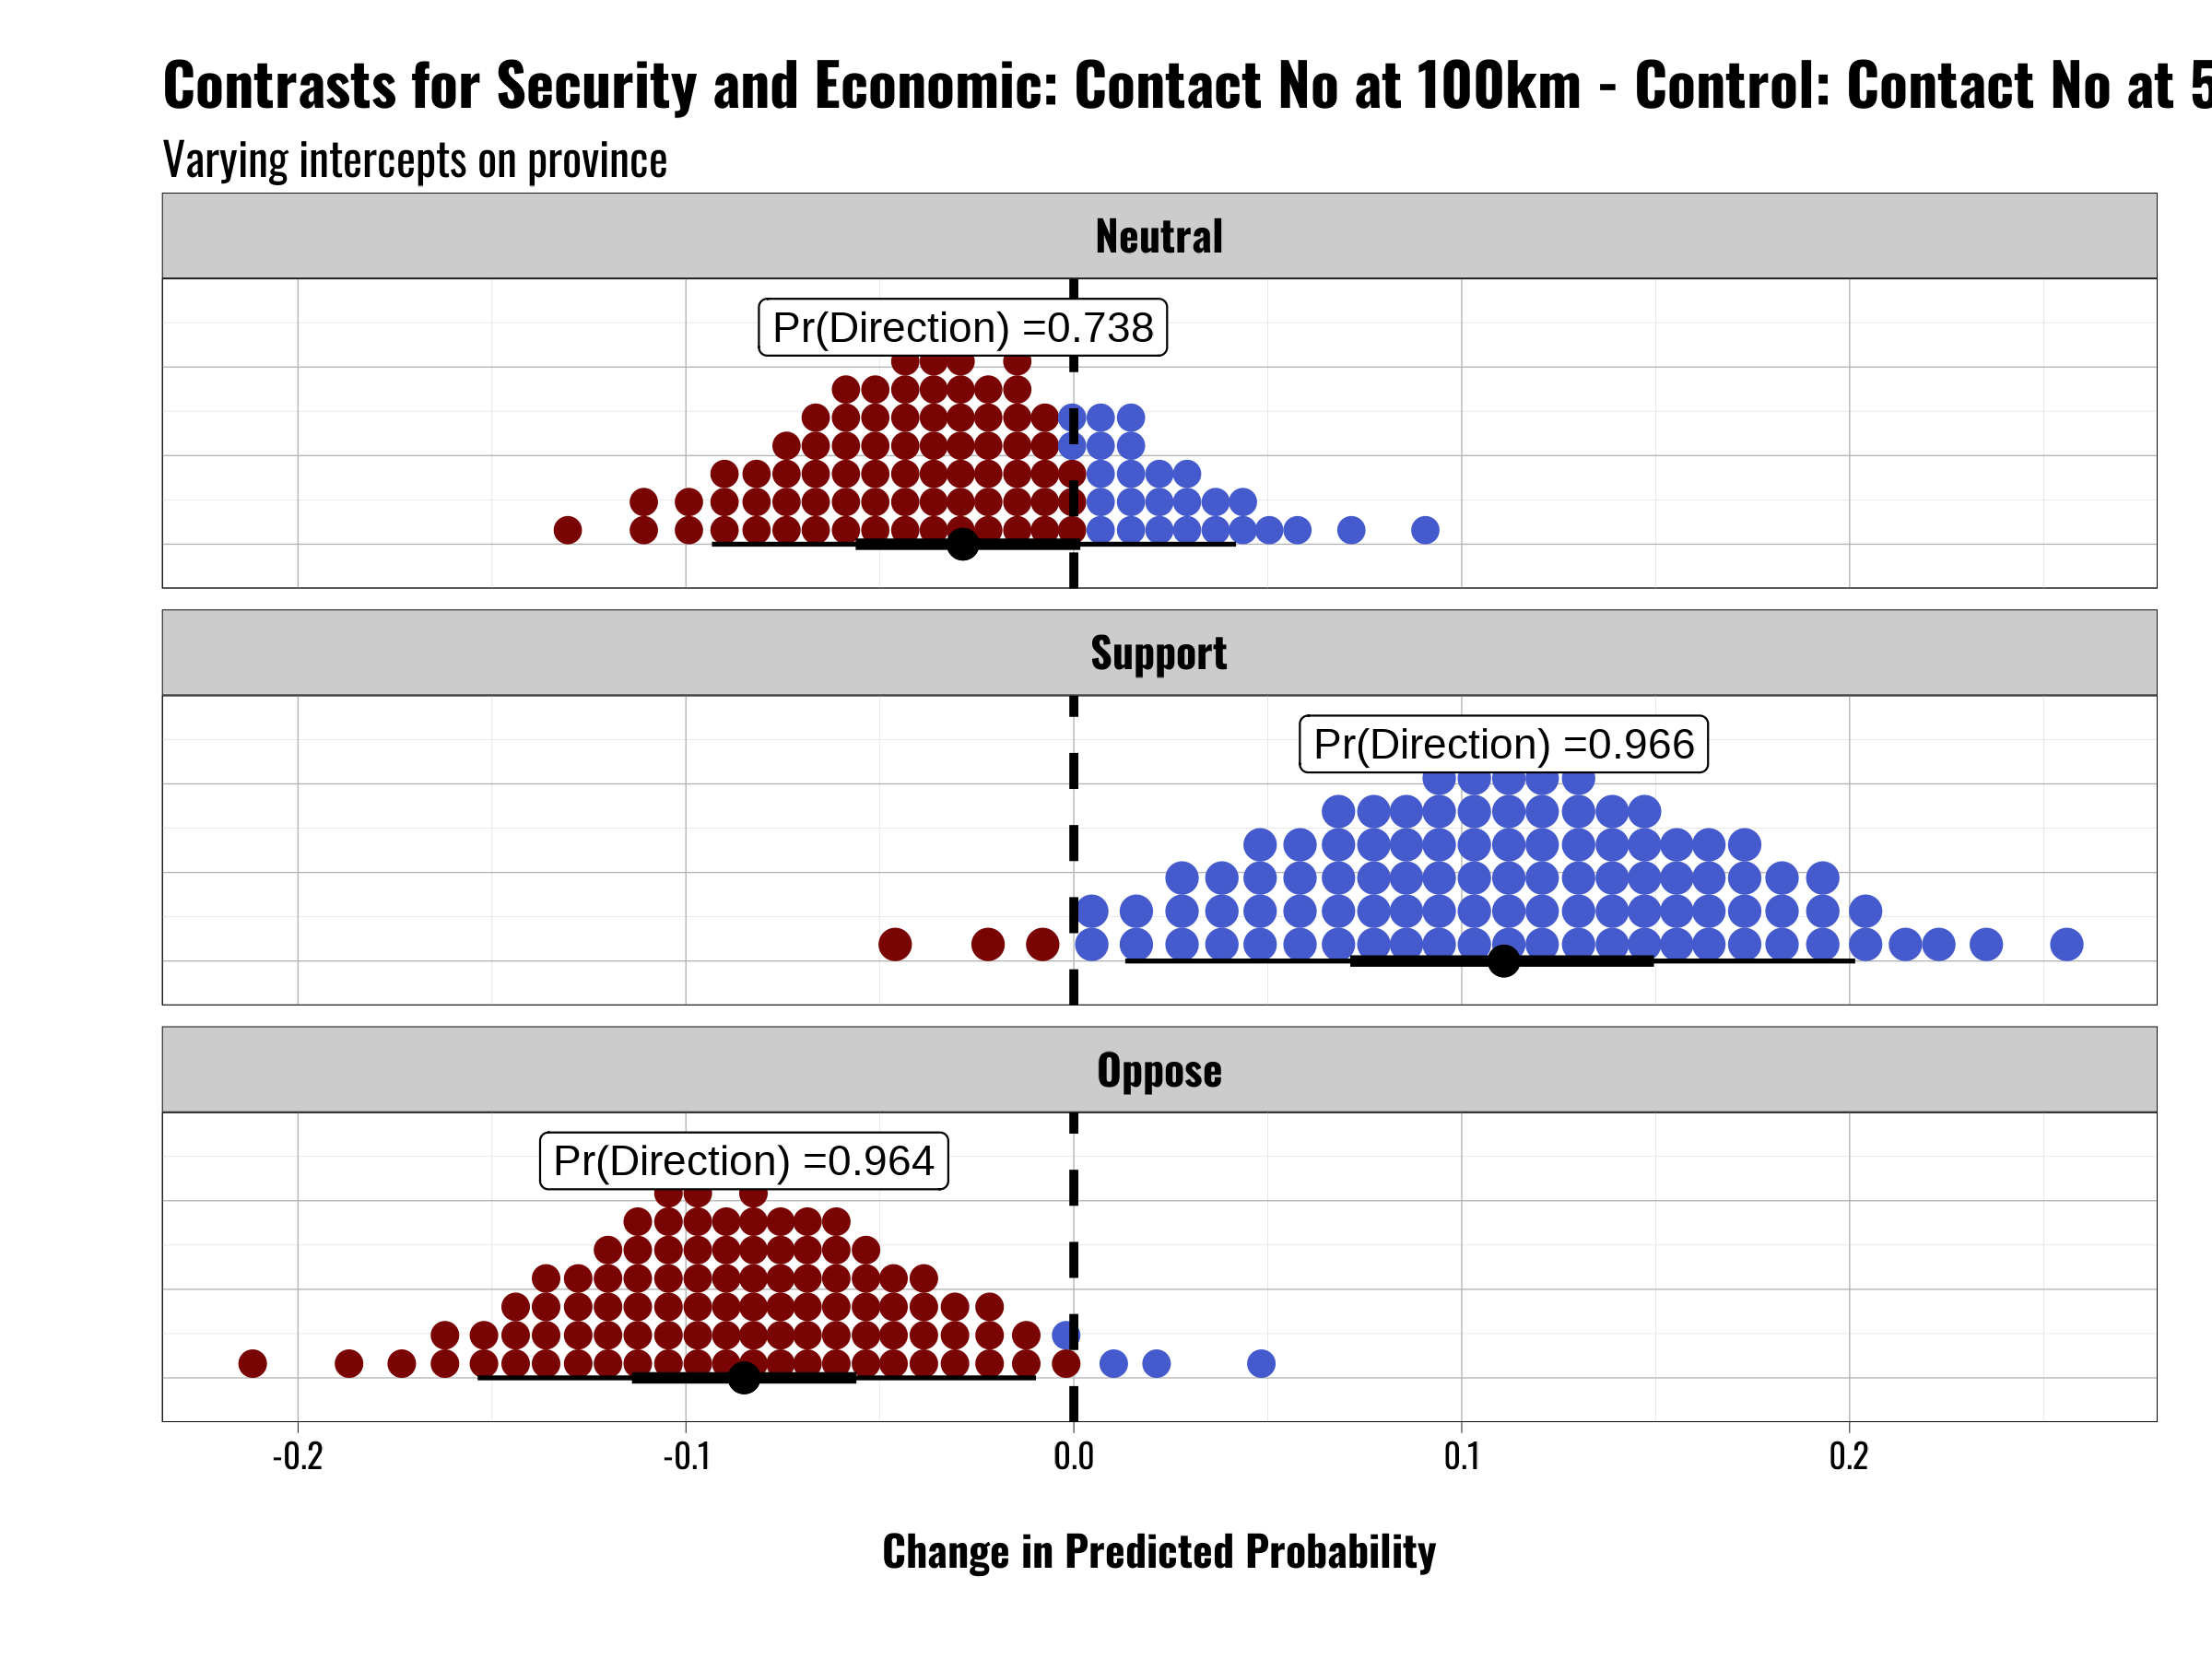 Contrasts for Security and Economic: Contact No at 100km - Control: Contact No at 5
Varying intercepts on province
Neutral
Pr(Direction) =0.738
Support
Pr(Direction) =0.966
Oppose
Pr(Direction) =0.964
-0.2 -0.1 0.0 0.1 0.2
Change in Predicted Probability